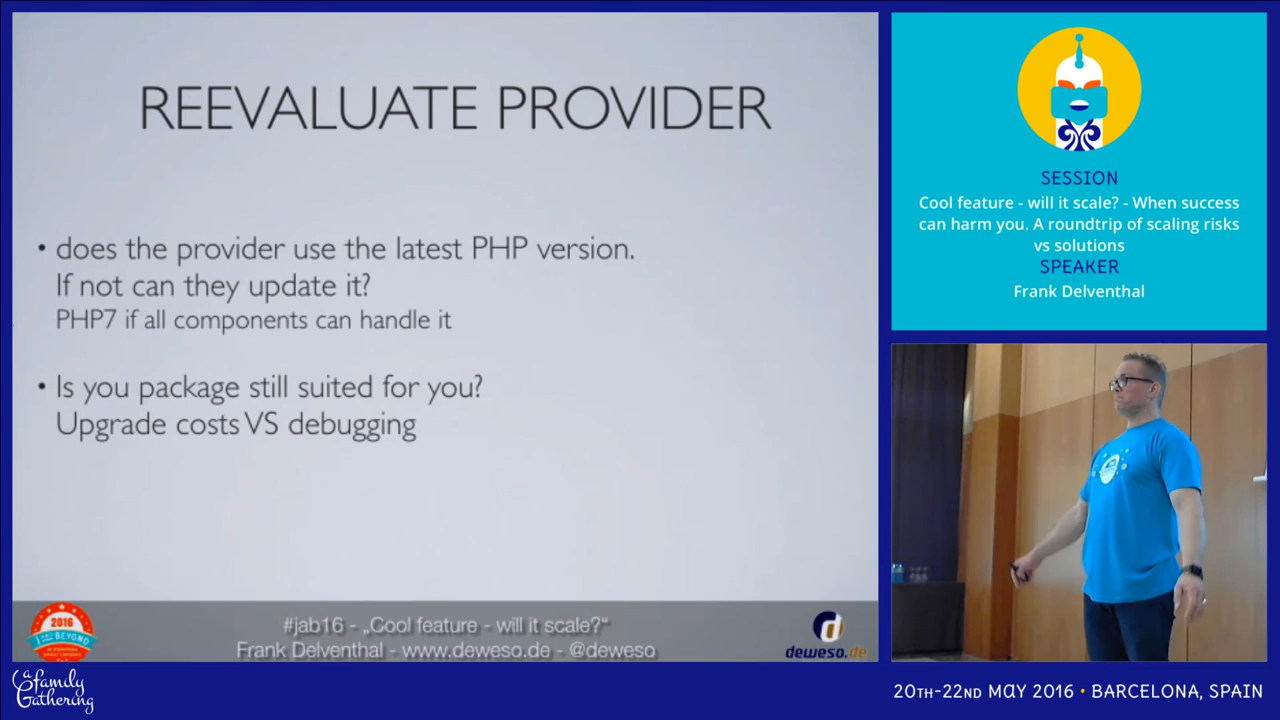 REEVALUATE PROVIDER
• does the provider use the latest PHP version.
If not can they update it?
PHP7 if all components can handle it
• Is you package still suited for you?
Upgrade costs VS debugging
#jab16 - „Cool feature - will it scale?“
Frank Delventhal - www.deweso.de - @deweso
2016
BEYOND
deweso.de
SESSION
Cool feature - will it scale? - When success
can harm you. A roundtrip of scaling risks
vs solutions
SPEAKER
Frank Delventhal
a family
Gathering
20TH-22ND MAY 2016 • BARCELONA, SPAIN